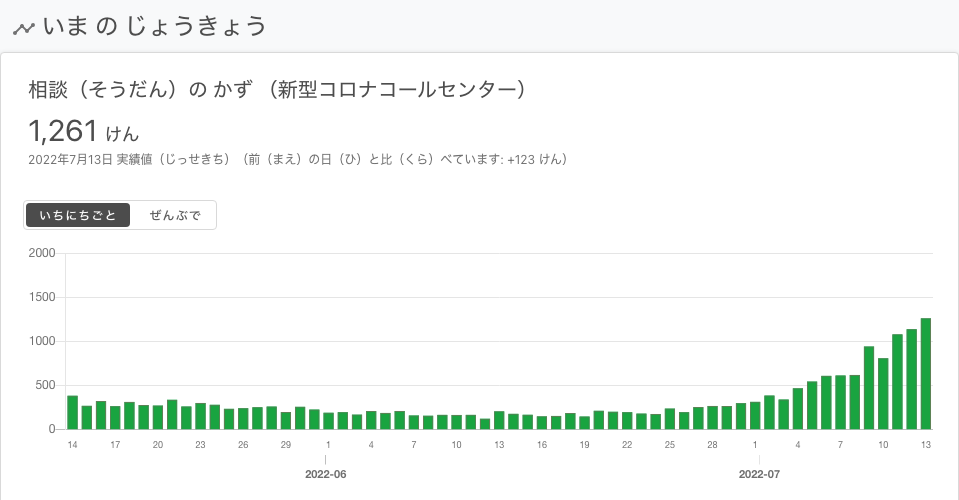 いま の じょうきょう
相談（そうだん）の かず （新型コロナコールセンター）
1,261 けん
2022年7月13日 実績値（じっせきち）（前（まえ）の日（ひ）と比（くら）べています: +123 けん）
いちにちごと ぜんぶで
2000
1500
1000
500
0
14 17 20 23 26 29 1 4 7 10 13 16 19 22 25 28 1 4 7 10 13
2022-06 2022-07